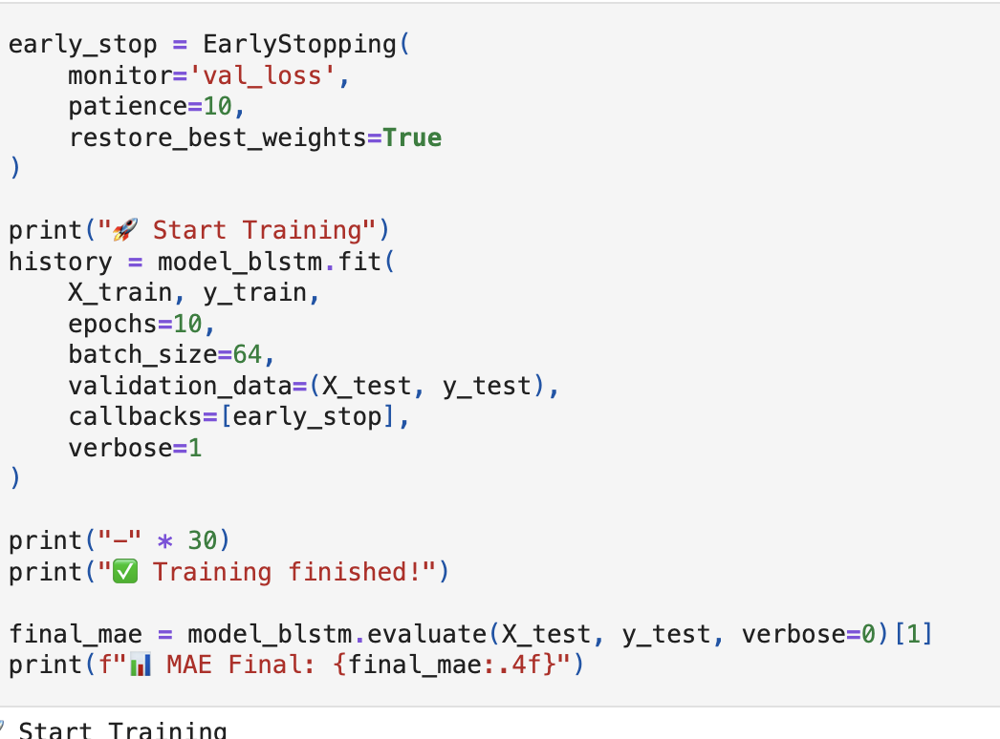 early_stop = EarlyStopping(
    monitor='val_loss',
    patience=10,
    restore_best_weights=True
)

print("🚀 Start Training")
history = model_blstm.fit(
    X_train, y_train,
    epochs=10,
    batch_size=64,
    validation_data=(X_test, y_test),
    callbacks=[early_stop],
    verbose=1
)

print("—" * 30)
print("✅ Training finished!")

final_mae = model_blstm.evaluate(X_test, y_test, verbose=0)[1]
print(f"📊 MAE Final: {final_mae:.4f}")

Start Training